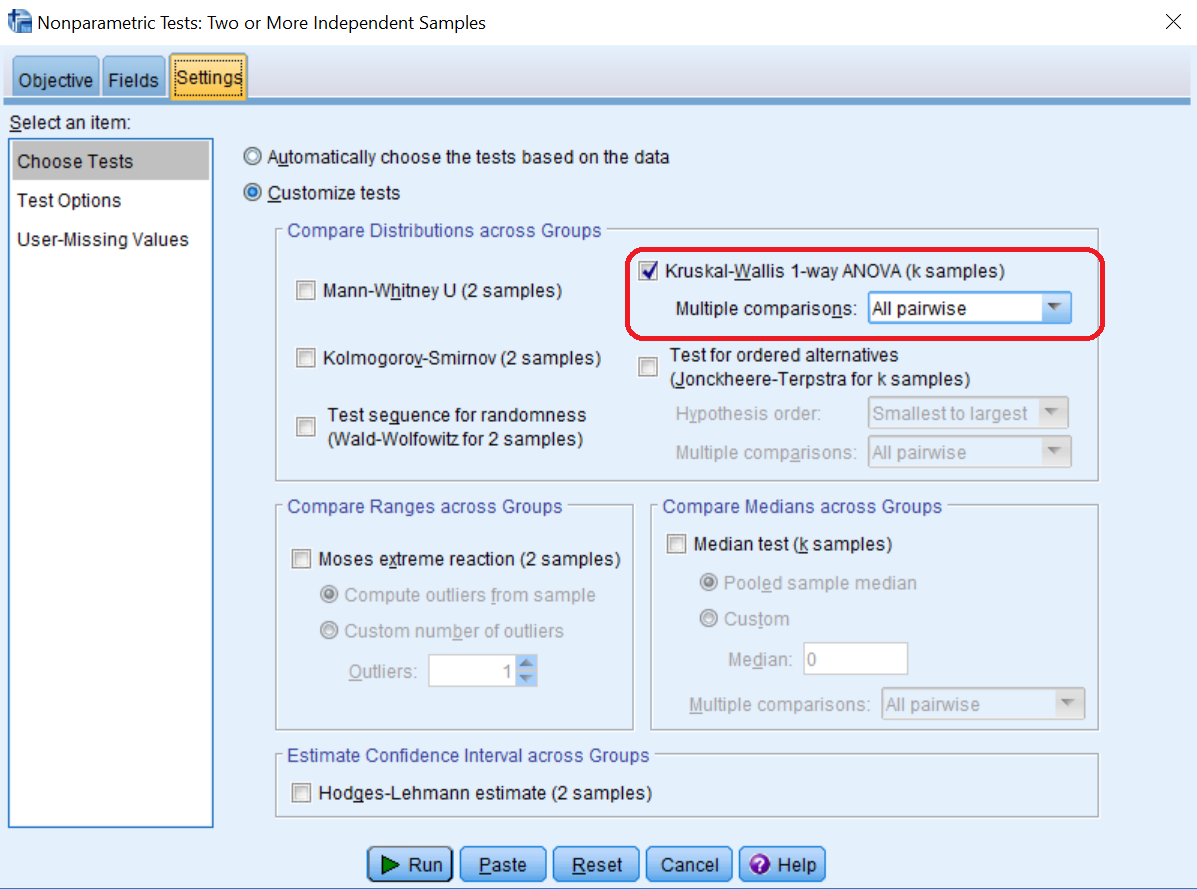 Nonparametric Tests: Two or More Independent Samples
Objective Fields Settings
Select an item:
Choose Tests
Test Options
User-Missing Values
Automatically choose the tests based on the data
Customize tests
Compare Distributions across Groups
Mann-Whitney U (2 samples)
Kolmogorov-Smirnov (2 samples)
Test sequence for randomness
(Wald-Wolfowitz for 2 samples)
Kruskal-Wallis 1-way ANOVA (k samples)
Multiple comparisons: All pairwise
Test for ordered alternatives
(Jonckheere-Terpstra for k samples)
Hypothesis order: Smallest to largest
Multiple comparisons: All pairwise
Compare Ranges across Groups
Moses extreme reaction (2 samples)
Compute outliers from sample
Custom number of outliers
Outliers: 1
Compare Medians across Groups
Median test (k samples)
Pooled sample median
Custom
Median: 0
Multiple comparisons: All pairwise
Estimate Confidence Interval across Groups
Hodges-Lehmann estimate (2 samples)
Run Paste Reset Cancel Help